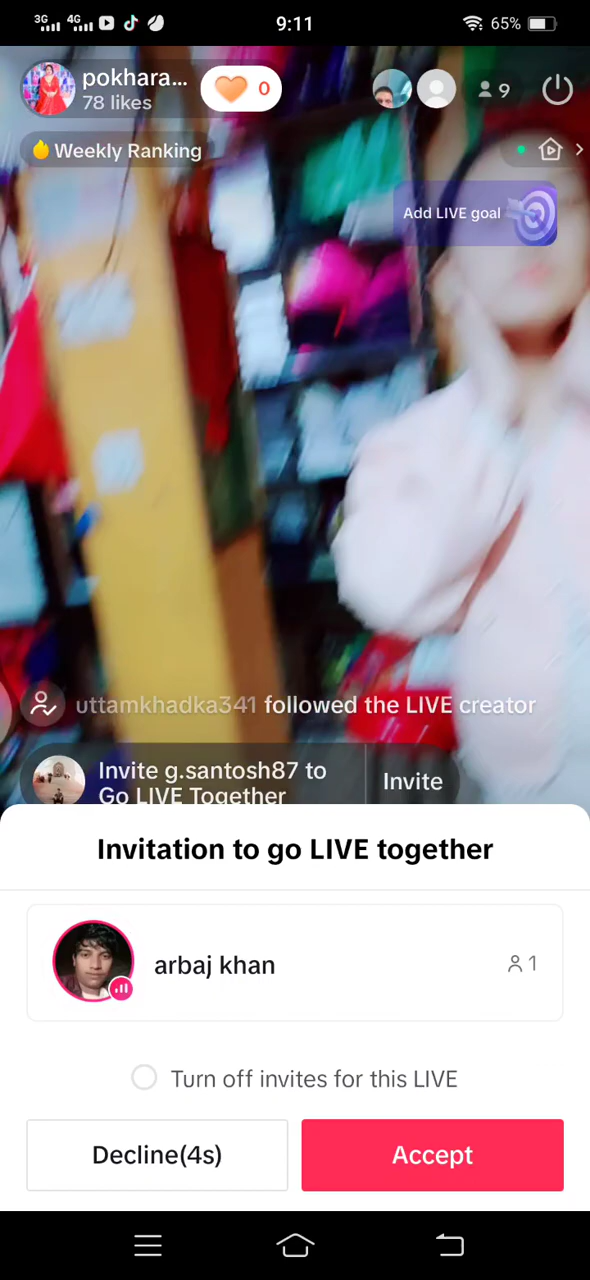 3G 4G 9:11 65%
pokhara... 0 9
78 likes
Weekly Ranking
Add LIVE goal
uttamkhadka341 followed the LIVE creator
Invite g.santosh87 to
Go LIVE Together
Invite
Invitation to go LIVE together
arbaj khan 1
Turn off invites for this LIVE
Decline(4s) Accept